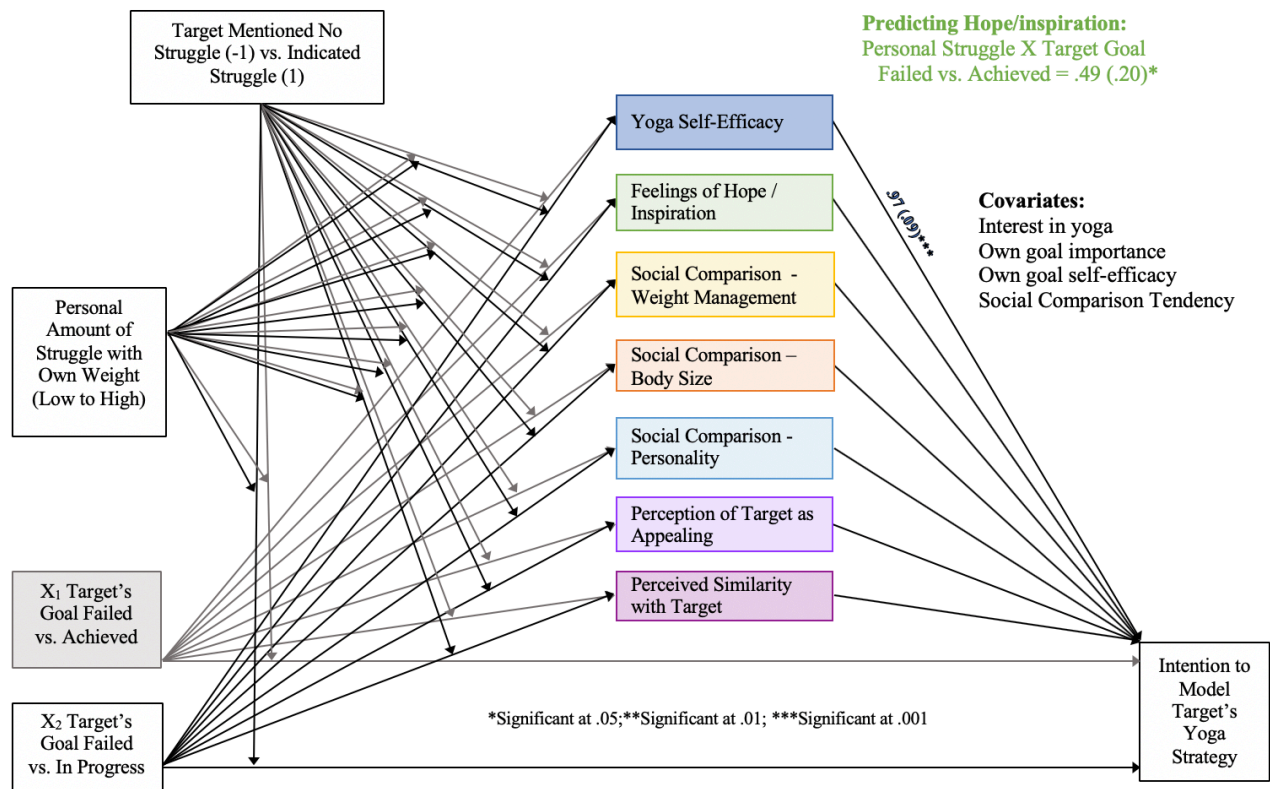 Target Mentioned No
Struggle (-1) vs. Indicated
Struggle (1)
Predicting Hope/inspiration:
Personal Struggle X Target Goal
Failed vs. Achieved = .49 (.20)*
Yoga Self-Efficacy
Feelings of Hope /
Inspiration
.97 (.09)***
Covariates:
Interest in yoga
Own goal importance
Own goal self-efficacy
Social Comparison Tendency
Social Comparison -
Weight Management
Personal
Amount of
Struggle with
Own Weight
(Low to High)
Social Comparison –
Body Size
Social Comparison -
Personality
Perception of Target as
Appealing
X₁ Target's
Goal Failed
vs. Achieved
Perceived Similarity
with Target
X₂ Target's
Goal Failed
vs. In Progress
*Significant at .05;**Significant at .01; ***Significant at .001
Intention to
Model
Target's
Yoga
Strategy